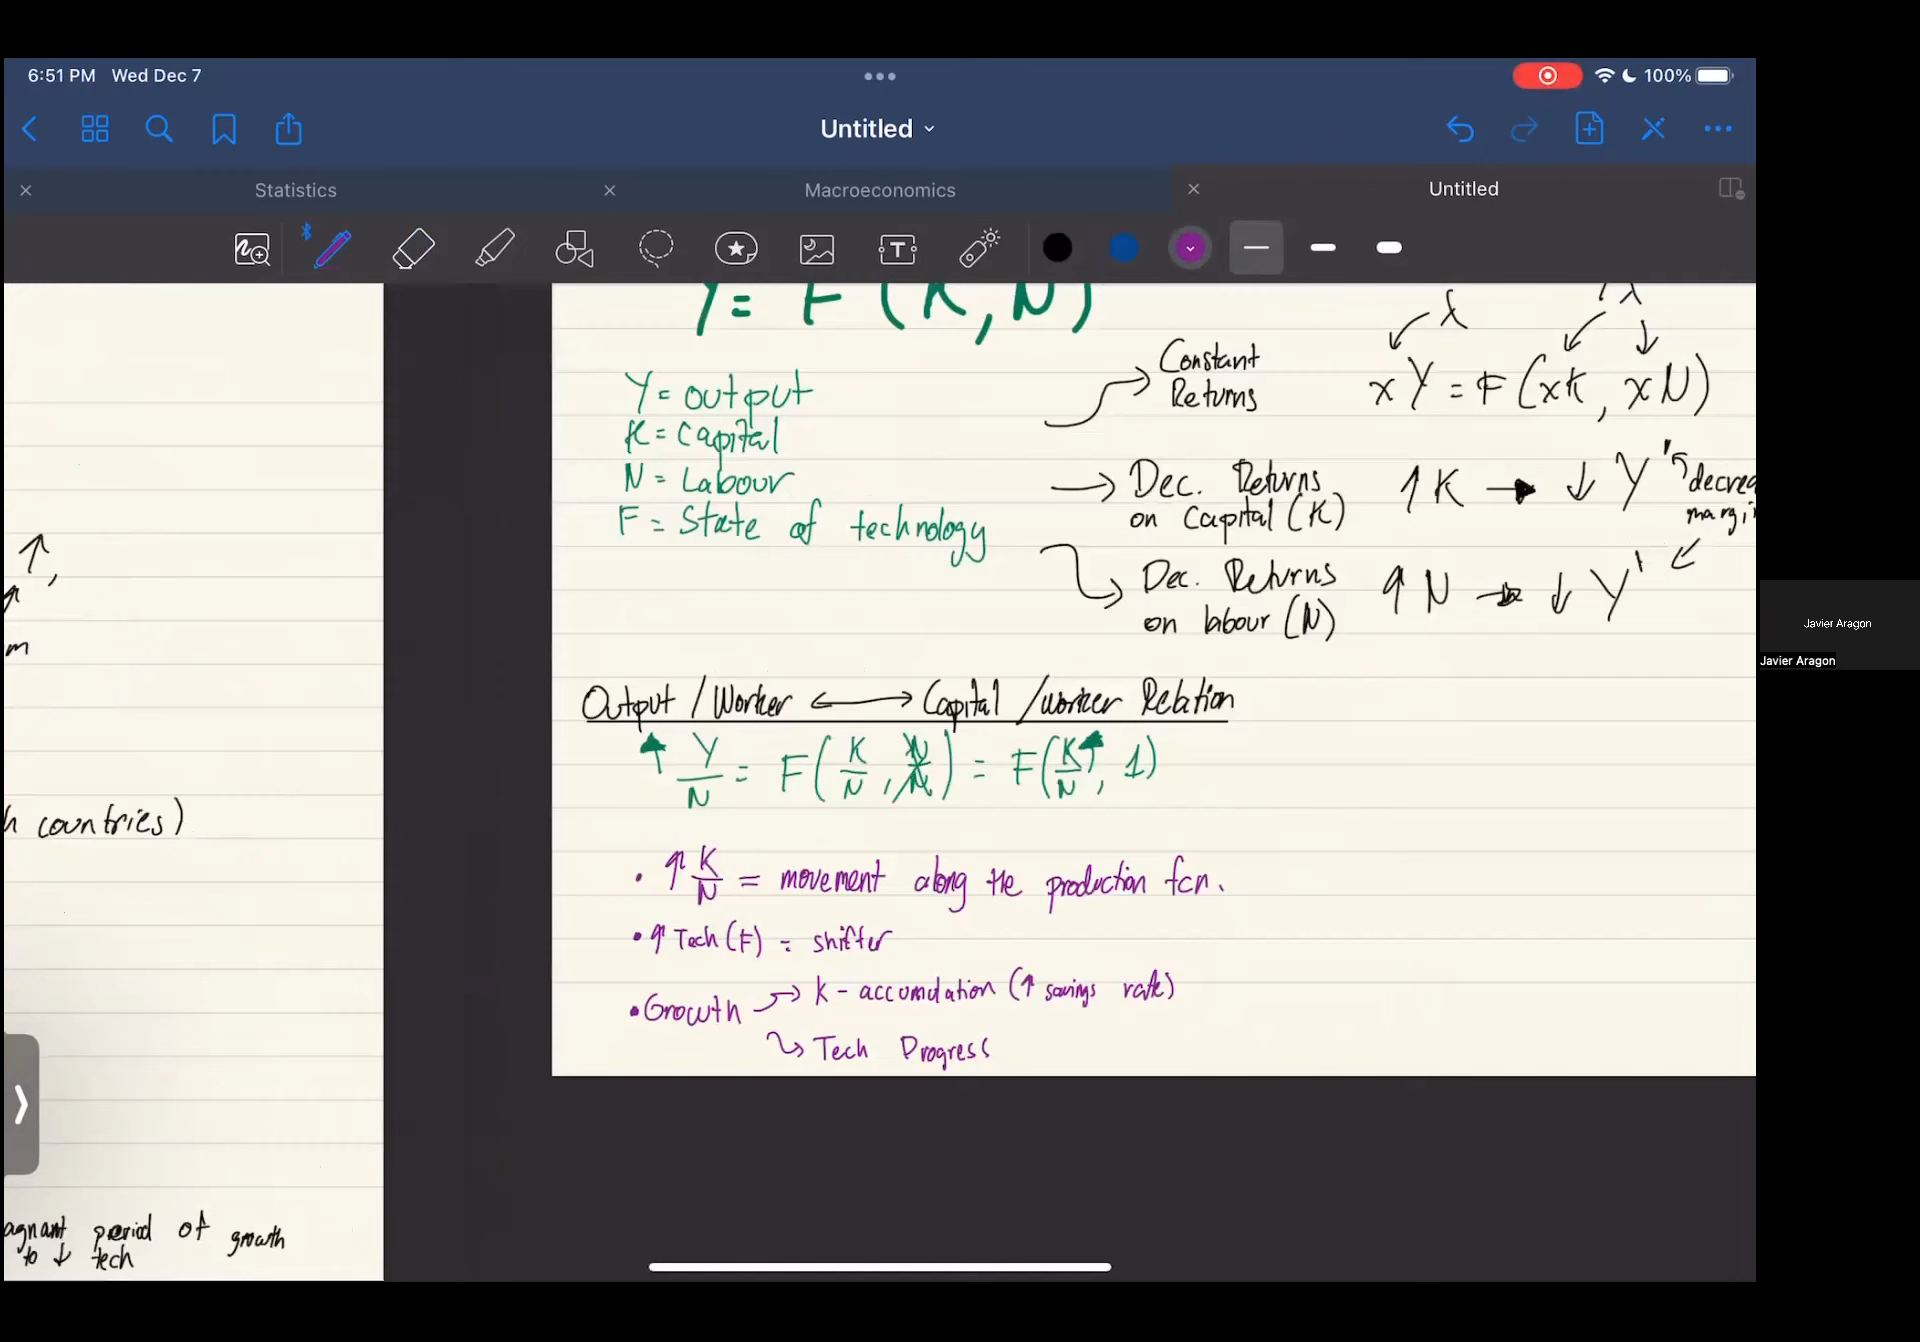 6:51 PM Wed Dec 7
100%
Untitled
Statistics
Macroeconomics
Untitled
Y = F (K, N)
Y = output
K = Capital
N = Labour
F = State of technology
Constant
Returns
x
xY = F (xK, xN)
Dec. Returns
on Capital (K)
↑ K → ↓ Y'
Dec. Returns
on labour (N)
↑ N → ↓ Y'
Output / Worker ↔ Capital / worker Relation
↑ Y/N = F (K/N, N/N) = F (K/N ↑, 1)
• ↑ K/N = movement along the production fcn.
• ↑ Tech (F) = shifter
• Growth → K - accumulation (↑ savings rate)
↳ Tech Progress
↑,
countries)
period of growth
to ↓ tech
Javier Aragon
Javier Aragon